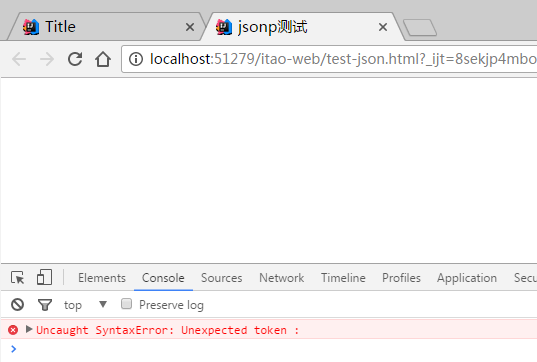 Title
jsonp测试
localhost:51279/itao-web/test-json.html?_ijt=8sekjp4mbo
Elements Console Sources Network Timeline Profiles Application Secu
top Preserve log
Uncaught SyntaxError: Unexpected token :